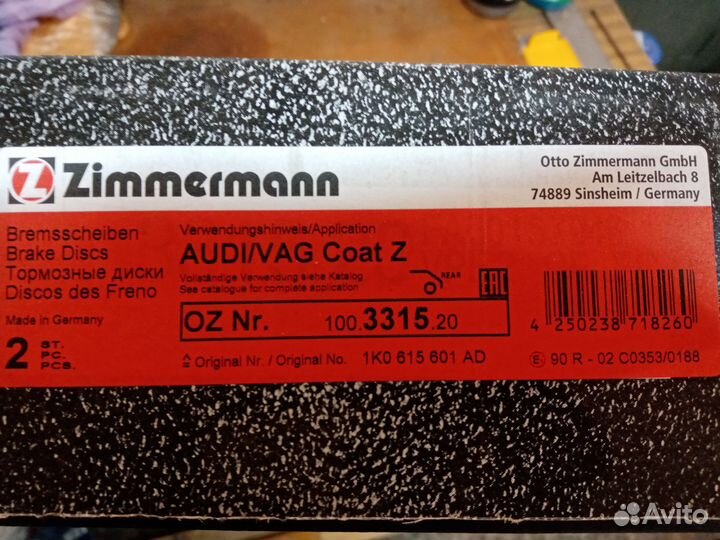 Z Zimmermann
Otto Zimmermann GmbH
Am Leitzelbach 8
74889 Sinsheim / Germany
Bremsscheiben
Brake Discs
Тормозные диски
Discos des Freno
Made in Germany
2 ST.
PC.
PCS.
Verwendungshinweis/Application
AUDI/VAG Coat Z
Vollständige Verwendung siehe Katalog
See catalogue for complete application
REAR
EAC
OZ Nr. 100.3315.20
≙ Original Nr. / Original No. 1K0 615 601 AD
4 250238 718260
E1 90 R - 02 C0353/0188
Avito